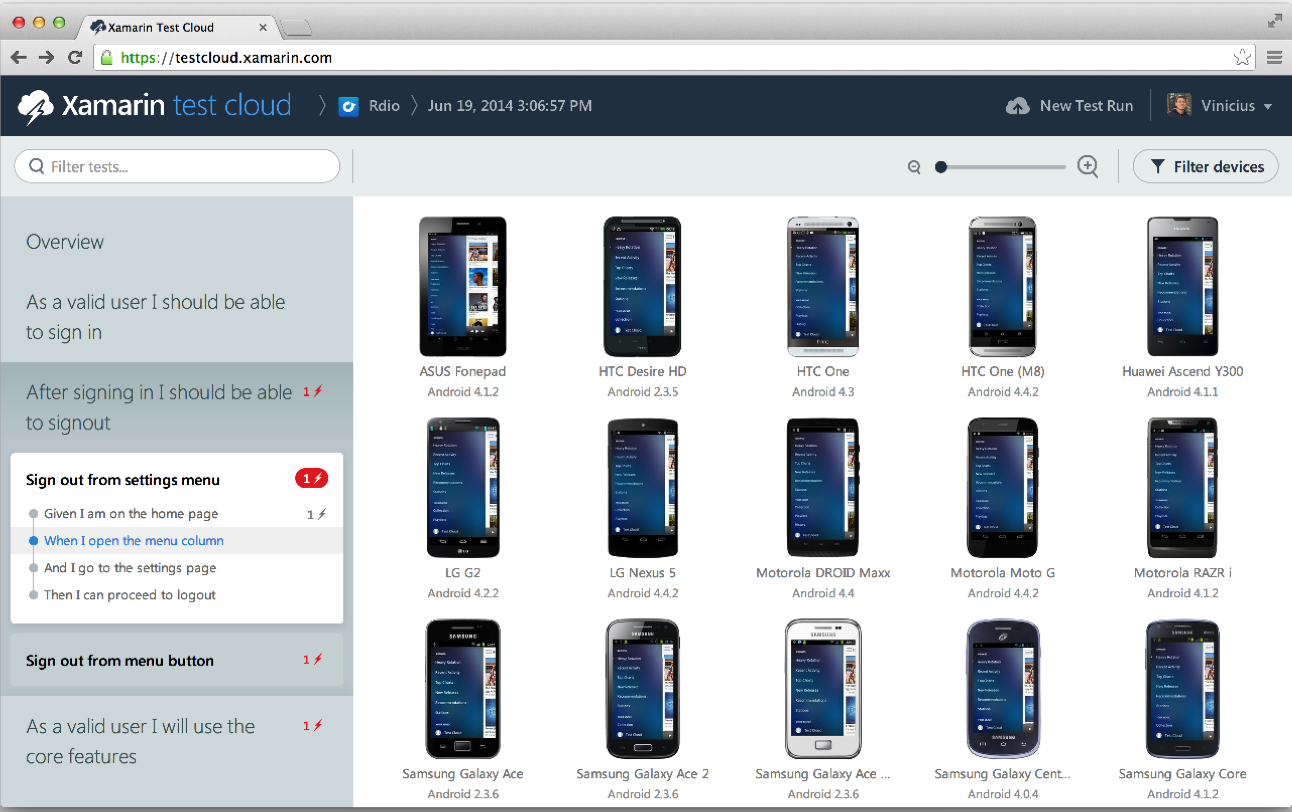 Xamarin Test Cloud
https://testcloud.xamarin.com
Xamarin test cloud
Rdio
Jun 19, 2014 3:06:57 PM
New Test Run
Vinicius
Filter tests...
Filter devices
Overview
As a valid user I should be able
to sign in
After signing in I should be able
1
to signout
Sign out from settings menu
1
Given I am on the home page
1
When I open the menu column
And I go to the settings page
Then I can proceed to logout
Sign out from menu button
1
As a valid user I will use the
1
core features
ASUS Fonepad
Android 4.1.2
HTC Desire HD
Android 2.3.5
HTC One
Android 4.3
HTC One (M8)
Android 4.4.2
Huawei Ascend Y300
Android 4.1.1
LG G2
Android 4.2.2
LG Nexus 5
Android 4.4.2
Motorola DROID Maxx
Android 4.4
Motorola Moto G
Android 4.4.2
Motorola RAZR i
Android 4.1.2
Samsung Galaxy Ace
Android 2.3.6
Samsung Galaxy Ace 2
Android 2.3.6
Samsung Galaxy Ace ...
Android 2.3.6
Samsung Galaxy Cent...
Android 4.0.4
Samsung Galaxy Core
Android 4.1.2